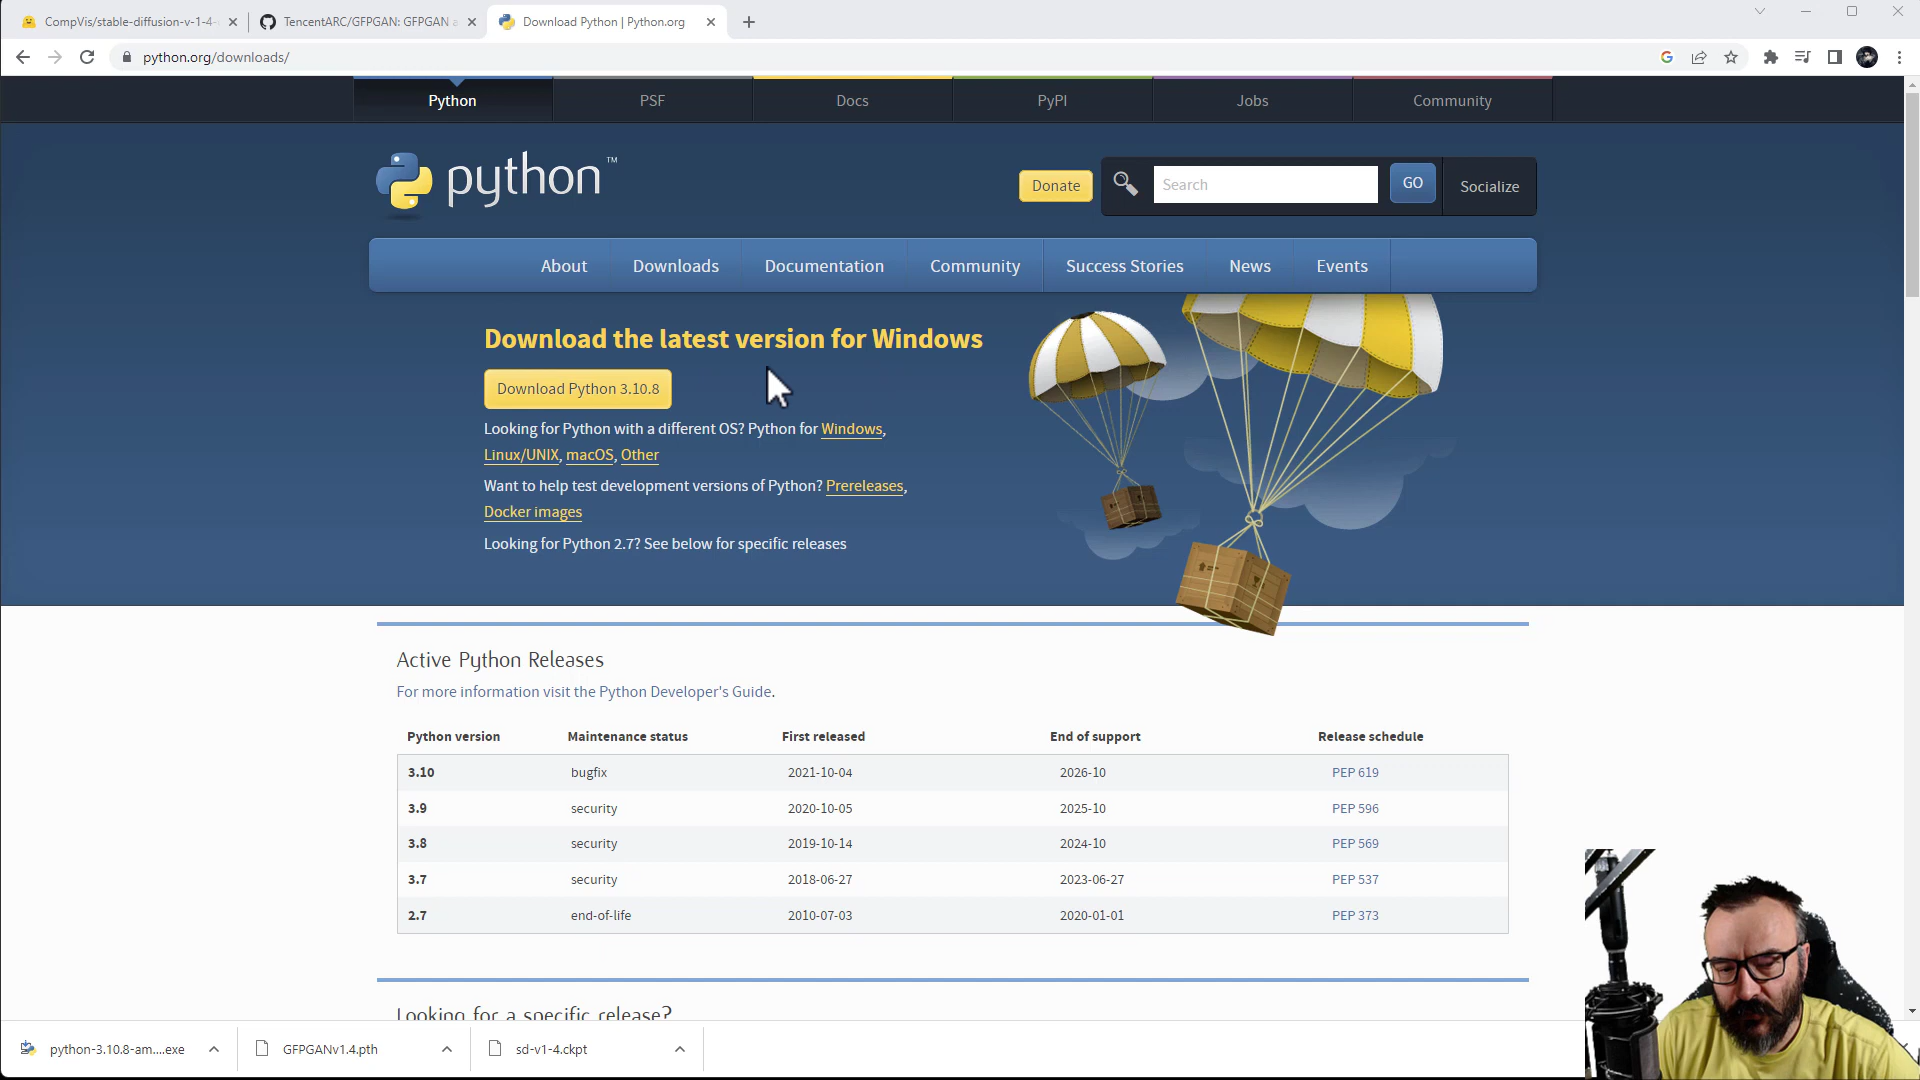 CompVis/stable-diffusion-v-1-4-
TencentARC/GFPGAN: GFPGAN a
Download Python | Python.org
python.org/downloads/
Python
PSF
Docs
PyPI
Jobs
Community
python™
Donate
Search
GO
Socialize
About
Downloads
Documentation
Community
Success Stories
News
Events
Download the latest version for Windows
Download Python 3.10.8
Looking for Python with a different OS? Python for Windows,
Linux/UNIX, macOS, Other
Want to help test development versions of Python? Prereleases,
Docker images
Looking for Python 2.7? See below for specific releases
Active Python Releases
For more information visit the Python Developer's Guide.
Python version Maintenance status First released End of support Release schedule
3.10 bugfix 2021-10-04 2026-10 PEP 619
3.9 security 2020-10-05 2025-10 PEP 596
3.8 security 2019-10-14 2024-10 PEP 569
3.7 security 2018-06-27 2023-06-27 PEP 537
2.7 end-of-life 2010-07-03 2020-01-01 PEP 373
Looking for a specific release?
python-3.10.8-am....exe
GFPGANv1.4.pth
sd-v1-4.ckpt